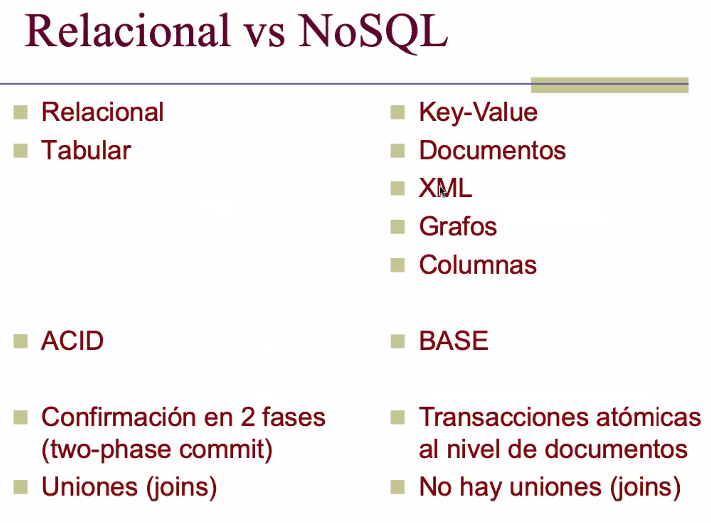 Relacional vs NoSQL
Relacional
Tabular
Key-Value
Documentos
XML
Grafos
Columnas
ACID
BASE
Confirmación en 2 fases
(two-phase commit)
Uniones (joins)
Transacciones atómicas
al nivel de documentos
No hay uniones (joins)